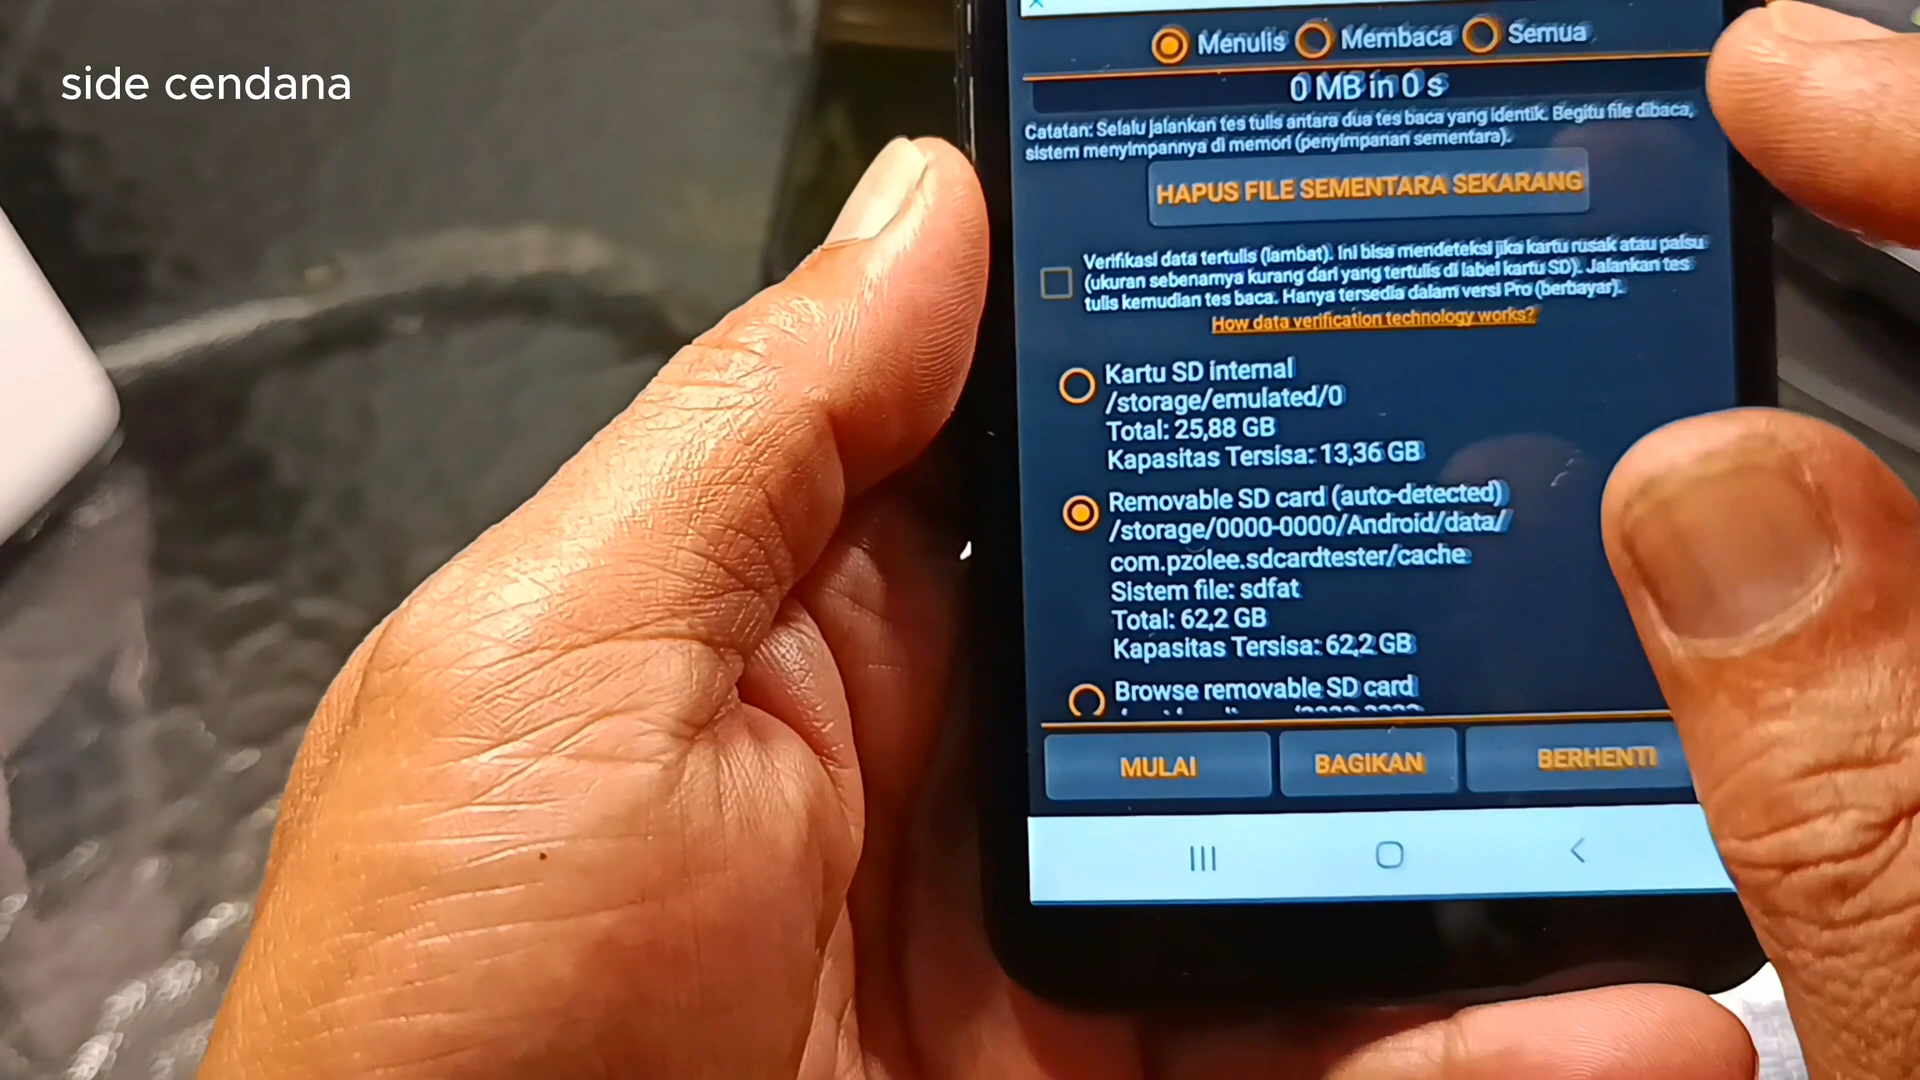 side cendana
Menulis Membaca Semua
0 MB in 0 s
Catatan: Selalu jalankan tes tulis antara dua tes baca yang identik. Begitu file dibaca,
sistem menyimpannya di memori (penyimpanan sementara).
HAPUS FILE SEMENTARA SEKARANG
Verifikasi data tertulis (lambat). Ini bisa mendeteksi jika kartu rusak atau palsu
(ukuran sebenarnya kurang dari yang tertulis di label kartu SD). Jalankan tes
tulis kemudian tes baca. Hanya tersedia dalam versi Pro (berbayar).
How data verification technology works?
Kartu SD internal
/storage/emulated/0
Total: 25,88 GB
Kapasitas Tersisa: 13,36 GB
Removable SD card (auto-detected)
/storage/0000-0000/Android/data/
com.pzolee.sdcardtester/cache
Sistem file: sdfat
Total: 62,2 GB
Kapasitas Tersisa: 62,2 GB
Browse removable SD card
MULAI BAGIKAN BERHENTI